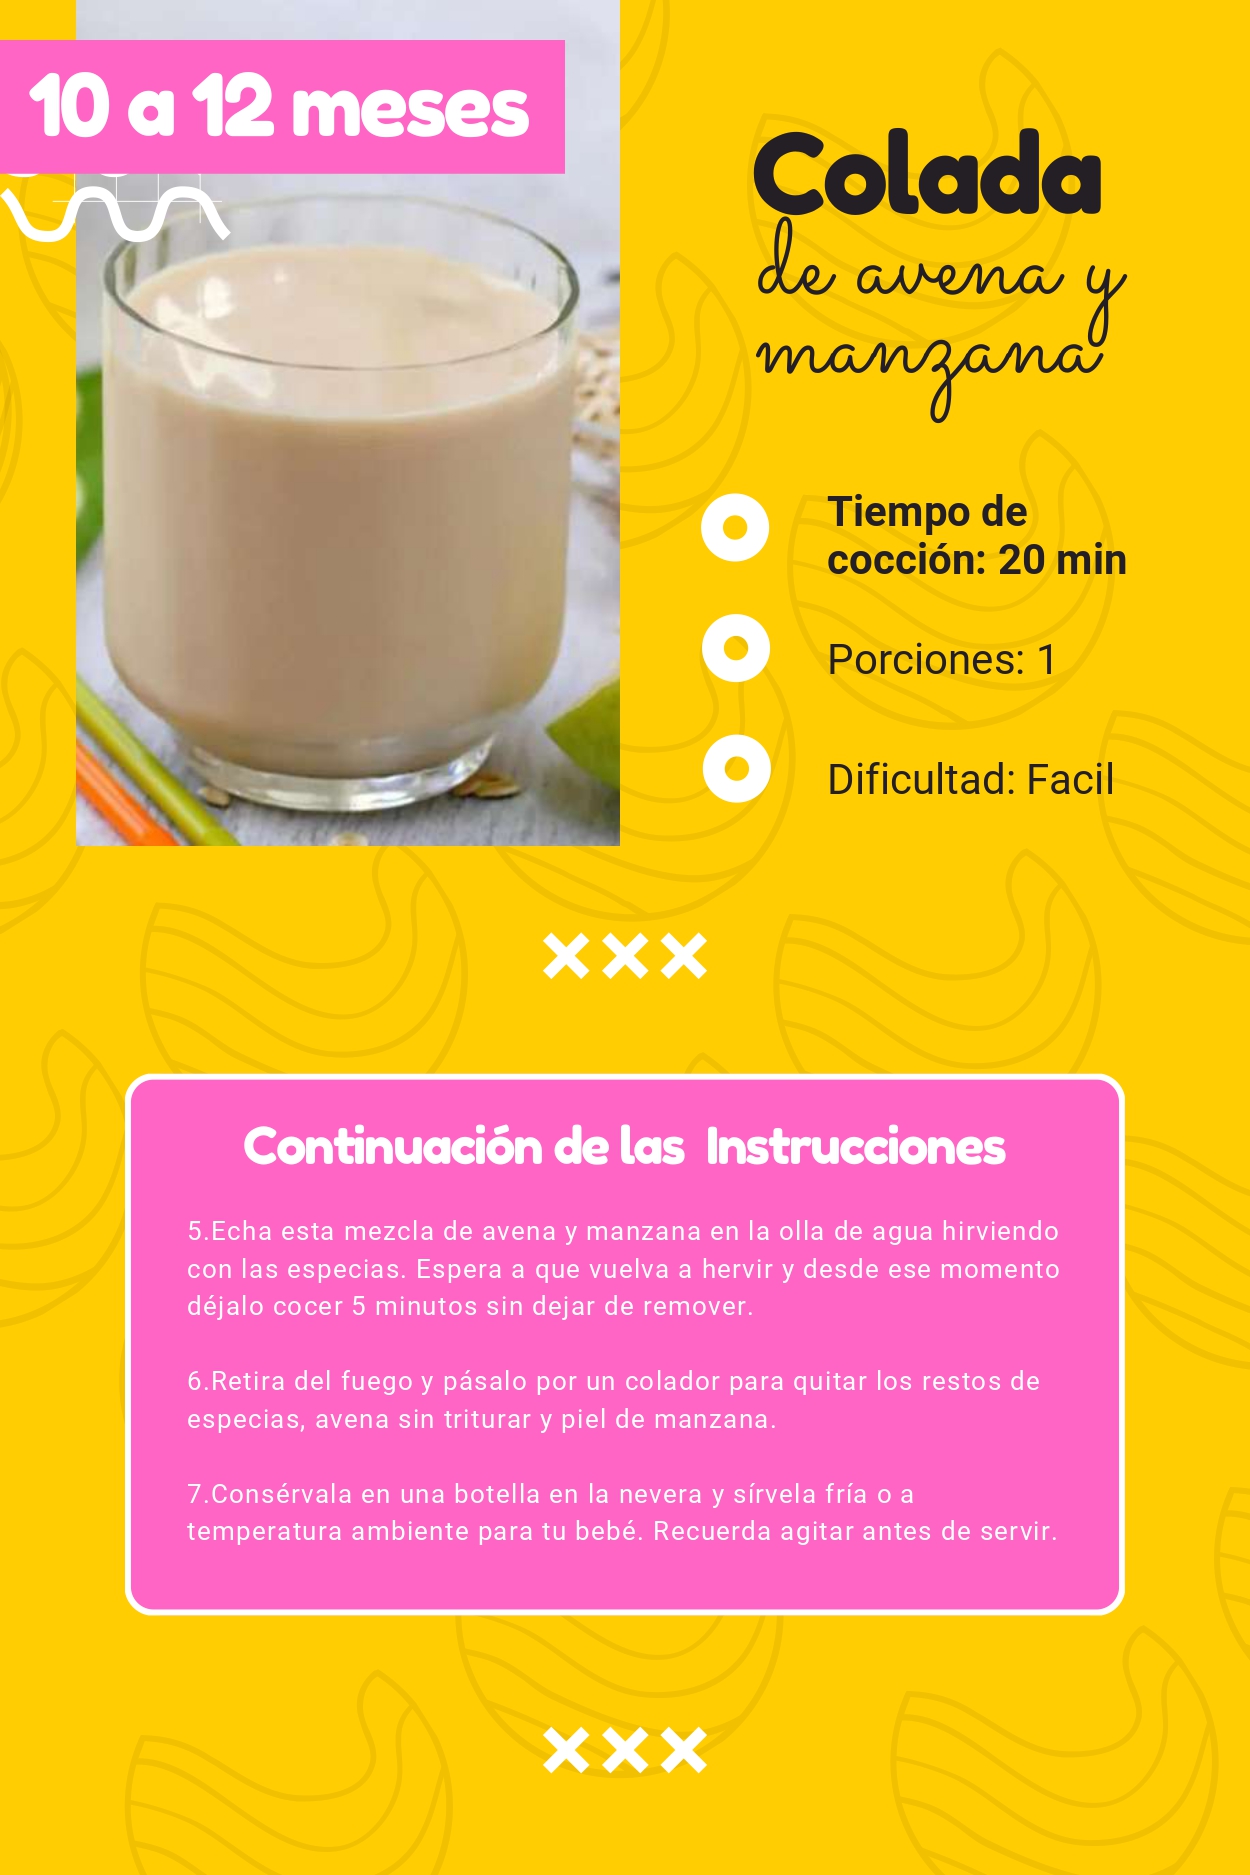 10 a 12 meses
Colada
de avena y
manzana
Tiempo de
cocción: 20 min
Porciones: 1
Dificultad: Facil
Continuación de las Instrucciones
5.Echa esta mezcla de avena y manzana en la olla de agua hirviendo
con las especias. Espera a que vuelva a hervir y desde ese momento
déjalo cocer 5 minutos sin dejar de remover.
6.Retira del fuego y pásalo por un colador para quitar los restos de
especias, avena sin triturar y piel de manzana.
7.Consérvala en una botella en la nevera y sírvela fría o a
temperatura ambiente para tu bebé. Recuerda agitar antes de servir.